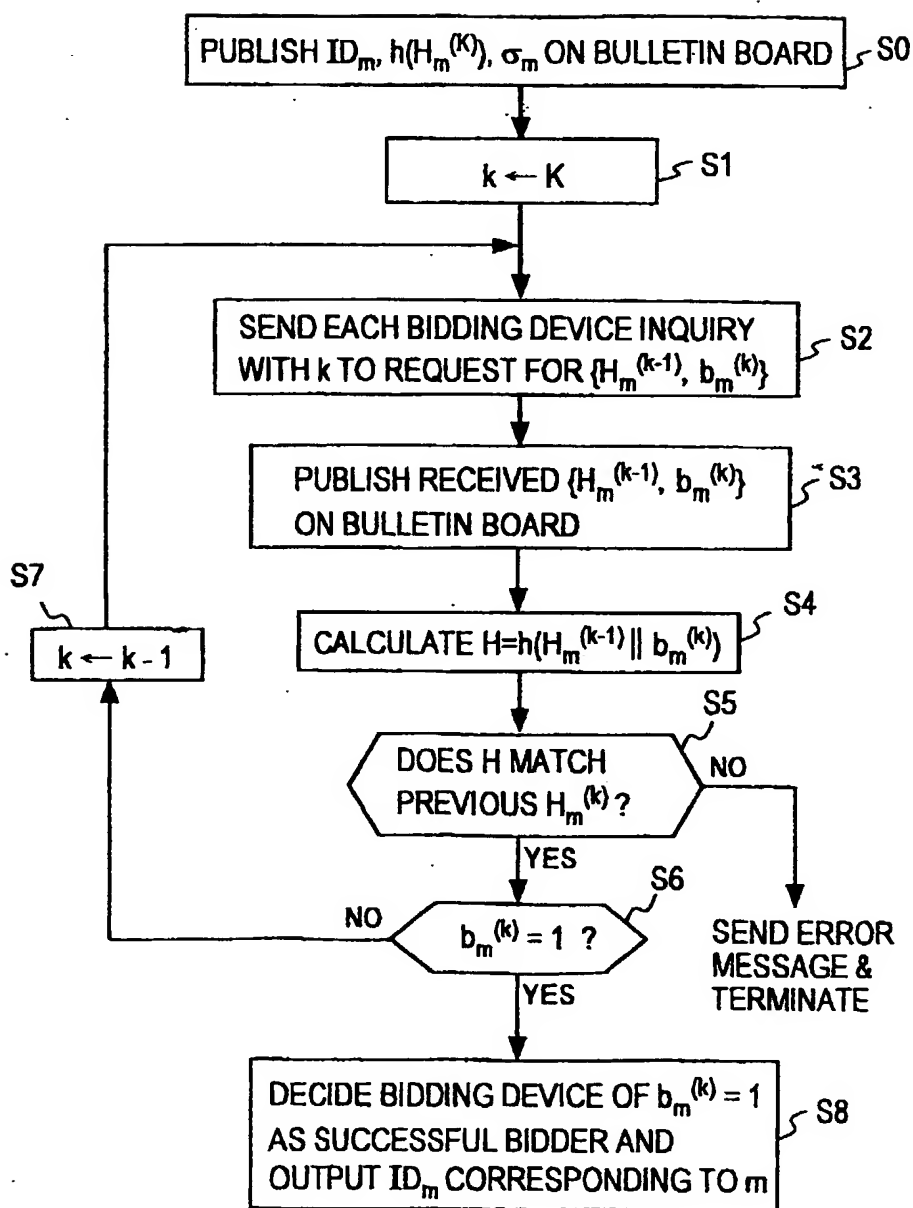 PUBLISH IDₘ, h(Hₘ⁽ᴷ⁾), σₘ ON BULLETIN BOARD
S0
k ← K
S1
SEND EACH BIDDING DEVICE INQUIRY
WITH k TO REQUEST FOR {Hₘ⁽ᵏ⁻¹⁾, bₘ⁽ᵏ⁾}
S2
PUBLISH RECEIVED {Hₘ⁽ᵏ⁻¹⁾, bₘ⁽ᵏ⁾}
ON BULLETIN BOARD
S3
S7
k ← k - 1
CALCULATE H=h(Hₘ⁽ᵏ⁻¹⁾ || bₘ⁽ᵏ⁾)
S4
DOES H MATCH
PREVIOUS Hₘ⁽ᵏ⁾ ?
S5
NO
YES
bₘ⁽ᵏ⁾ = 1 ?
S6
NO
YES
SEND ERROR
MESSAGE &
TERMINATE
DECIDE BIDDING DEVICE OF bₘ⁽ᵏ⁾ = 1
AS SUCCESSFUL BIDDER AND
OUTPUT IDₘ CORRESPONDING TO m
S8